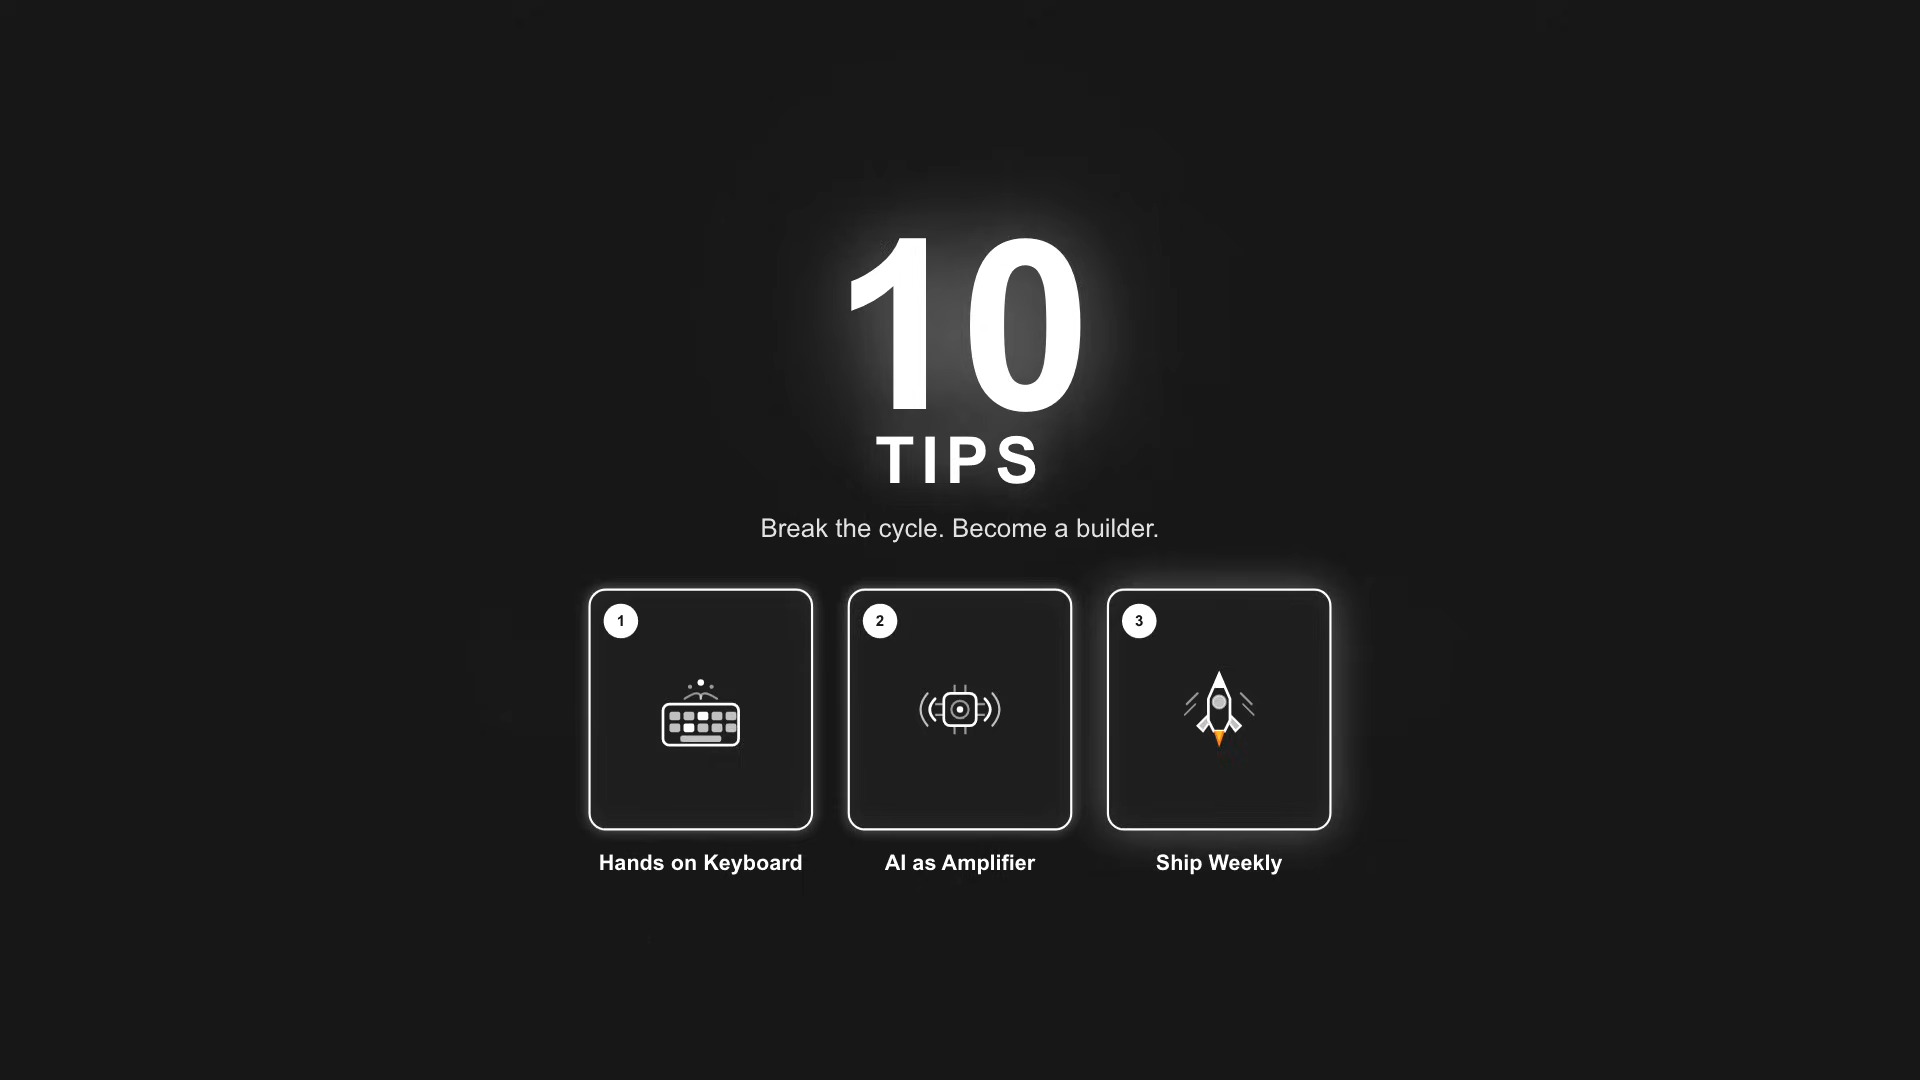 10
TIPS
Break the cycle. Become a builder.
1
2
3
Hands on Keyboard
AI as Amplifier
Ship Weekly